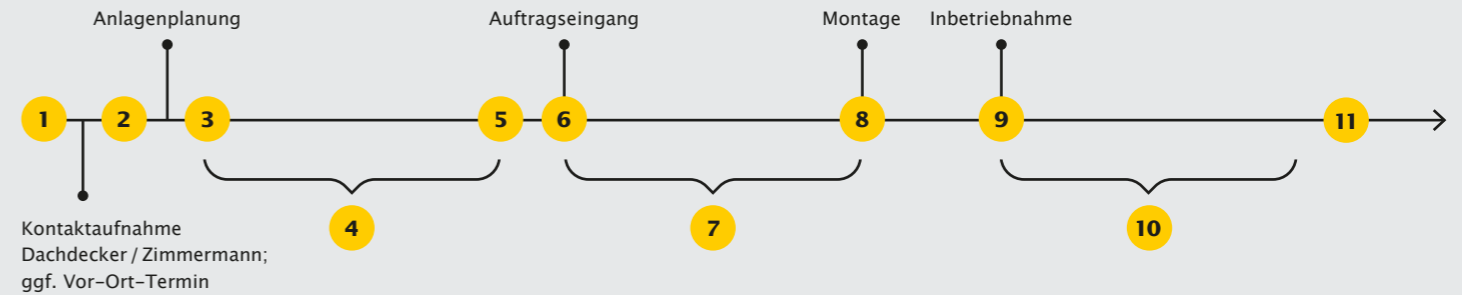 Anlagenplanung
Auftragseingang
Montage
Inbetriebnahme
1
2
3
5
6
8
9
11
4
7
10
Kontaktaufnahme
Dachdecker / Zimmermann;
ggf. Vor-Ort-Termin